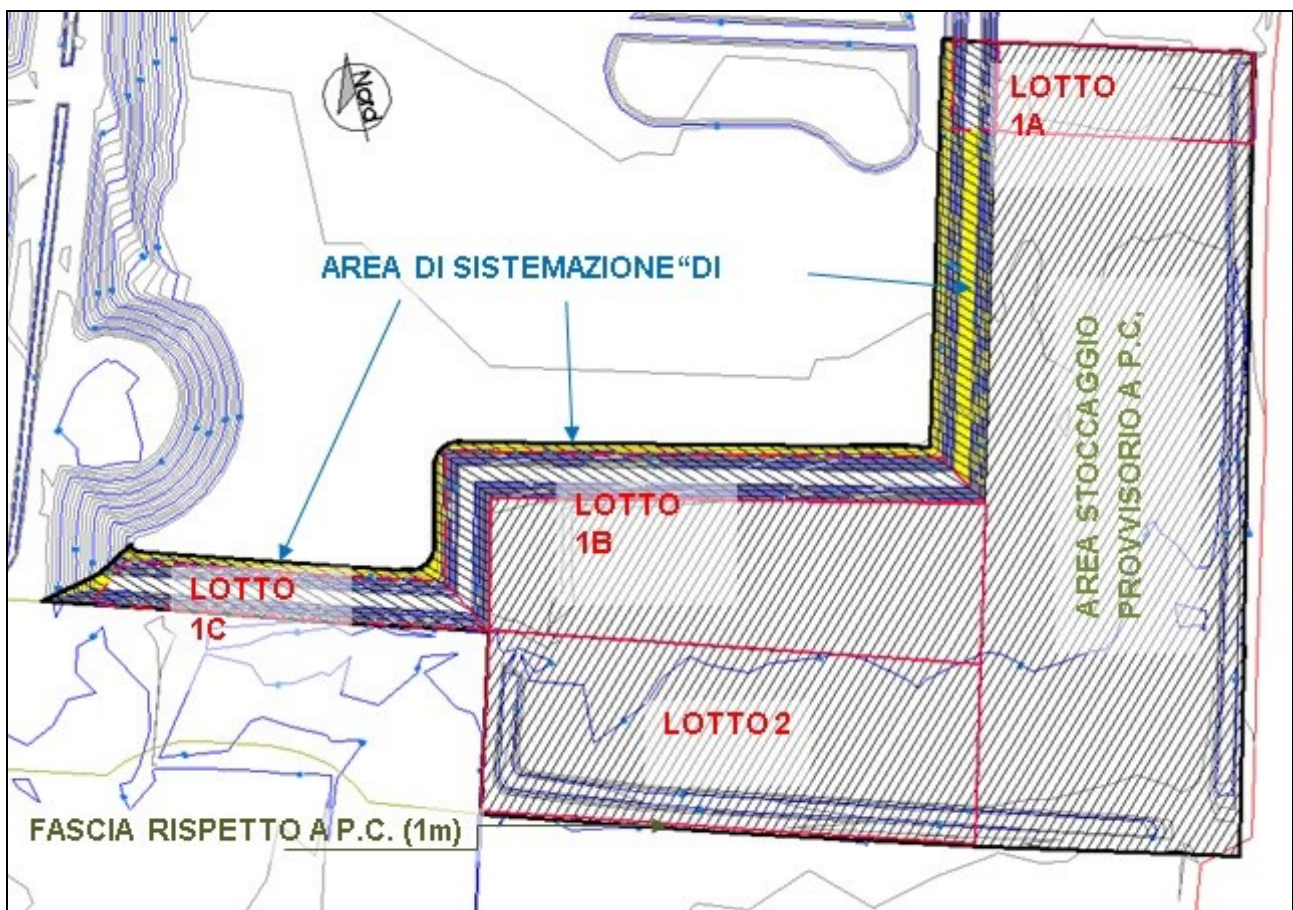 Nord
LOTTO
1A
AREA DI SISTEMAZIONE“DI
AREA STOCCAGGIO
PROVVISORIO A P.C,
LOTTO
1B
LOTTO
1C
LOTTO 2
FASCIA RISPETTO A P.C. (1m)